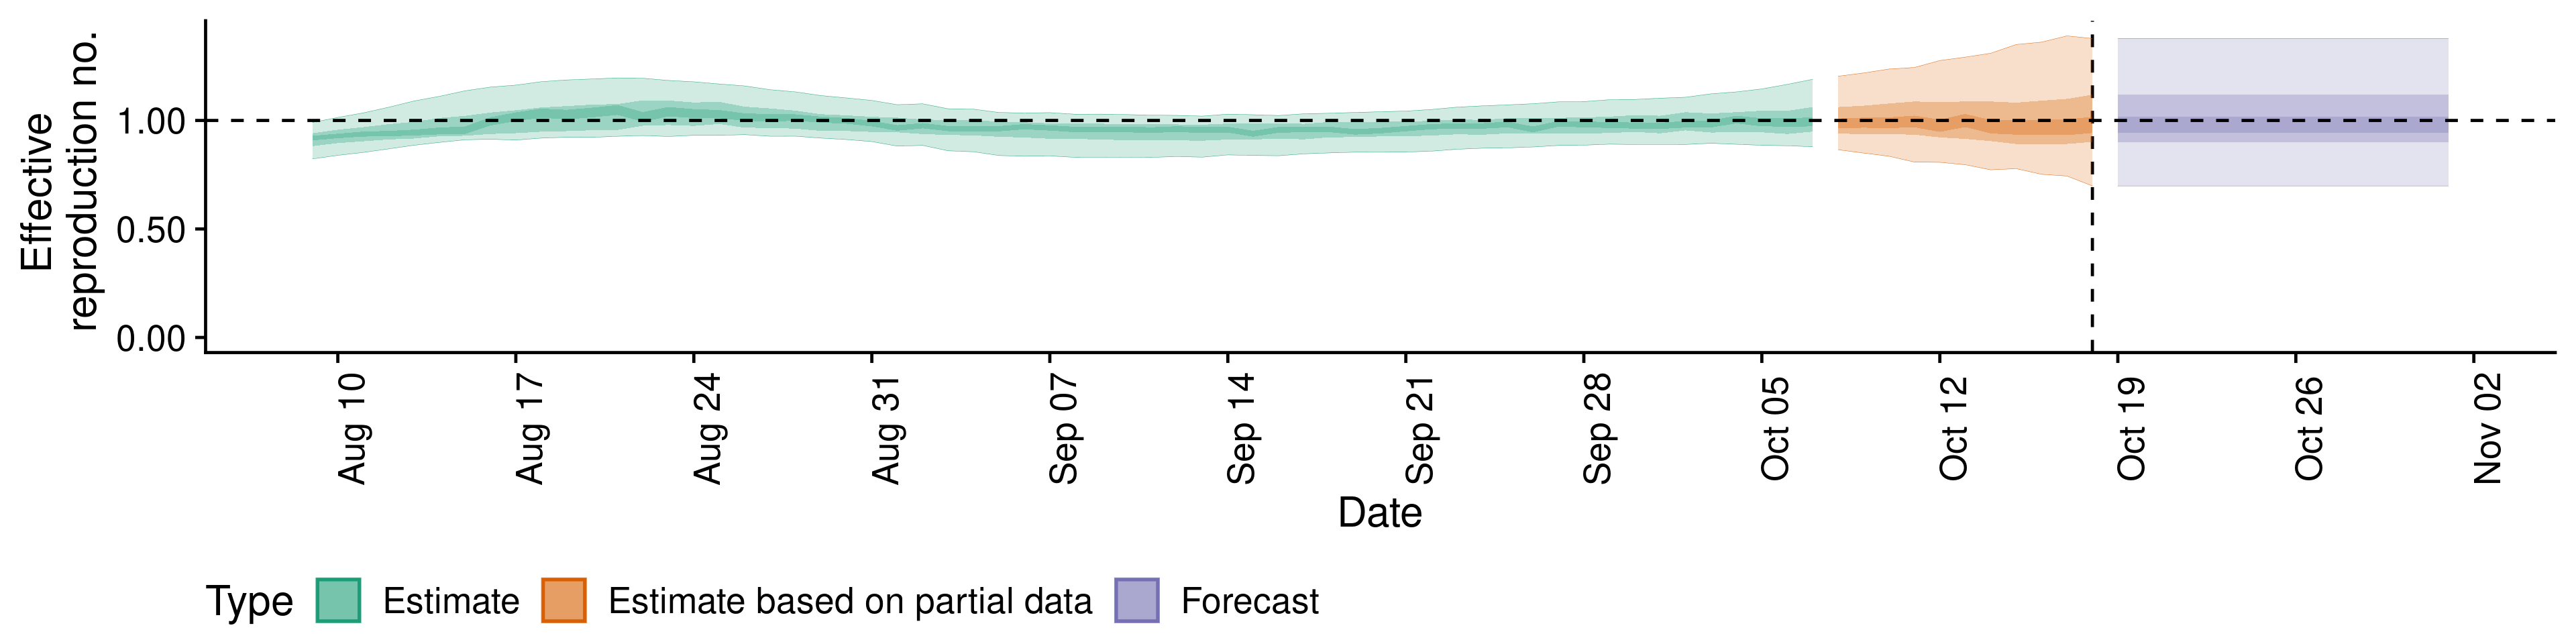 Effective
reproduction no.
1.00
0.50
0.00
Aug 10
Aug 17
Aug 24
Aug 31
Sep 07
Sep 14
Sep 21
Sep 28
Oct 05
Oct 12
Oct 19
Oct 26
Nov 02
Date
Type Estimate Estimate based on partial data Forecast